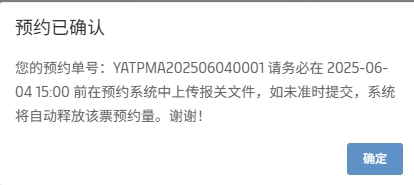 预约已确认
您的预约单号：YATPMA202506040001 请务必在 2025-06-
04 15:00 前在预约系统中上传报关文件，如未准时提交，系统
将自动释放该票预约量。谢谢！
确定